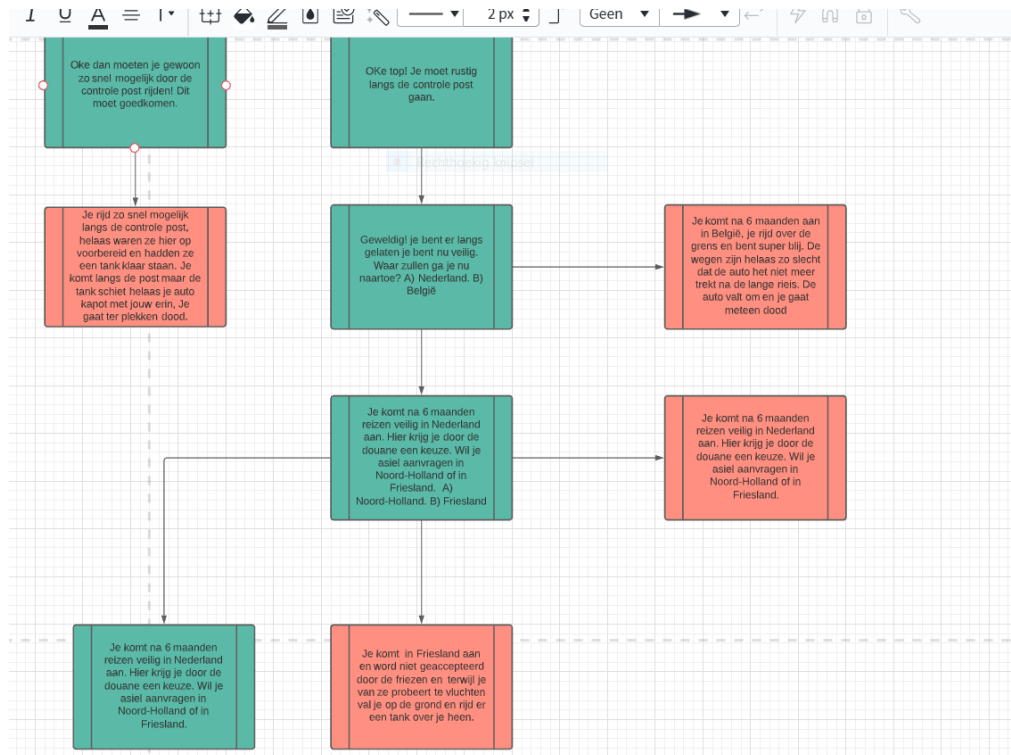 I U A T
2 px
Geen
Oke dan moeten je gewoon
zo snel mogelijk door de
controle post rijden! Dit
moet goedkomen.
OKe top! Je moet rustig
langs de controle post
gaan.
Rechthoekig knipsel
Je rijd zo snel mogelijk
langs de controle post,
helaas waren ze hier op
voorbereid en hadden ze
een tank klaar staan. Je
komt langs de post maar de
tank schiet helaas je auto
kapot met jouw erin, Je
gaat ter plekken dood.
Geweldig! je bent er langs
gelaten je bent nu veilig.
Waar zullen ga je nu
naartoe? A) Nederland. B)
België
Je komt na 6 maanden aan
in België, je rijd over de
grens en bent super blij. De
wegen zijn helaas zo slecht
dat de auto het niet meer
trekt na de lange rieis. De
auto valt om en je gaat
meteen dood
Je komt na 6 maanden
reizen veilig in Nederland
aan. Hier krijg je door de
douane een keuze. Wil je
asiel aanvragen in
Noord-Holland of in
Friesland. A)
Noord-Holland. B) Friesland
Je komt na 6 maanden
reizen veilig in Nederland
aan. Hier krijg je door de
douane een keuze. Wil je
asiel aanvragen in
Noord-Holland of in
Friesland.
Je komt na 6 maanden
reizen veilig in Nederland
aan. Hier krijg je door de
douane een keuze. Wil je
asiel aanvragen in
Noord-Holland of in
Friesland.
Je komt in Friesland aan
en word niet geaccepteerd
door de friezen en terwijl je
van ze probeert te vluchten
val je op de grond en rijd er
een tank over je heen.